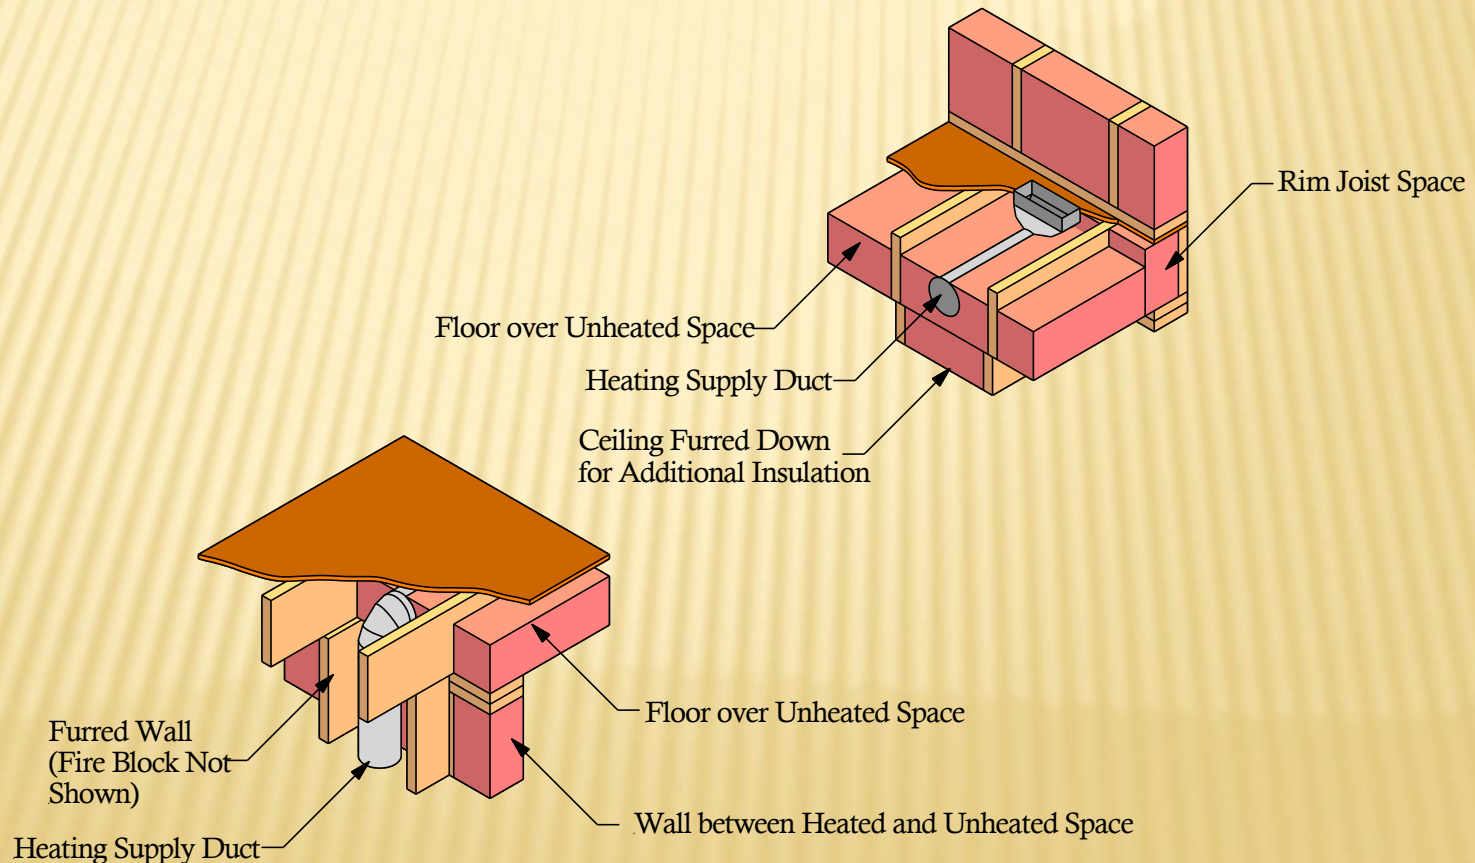 Rim Joist Space
Floor over Unheated Space
Heating Supply Duct
Ceiling Furred Down
for Additional Insulation
Floor over Unheated Space
Furred Wall
(Fire Block Not
Shown)
Wall between Heated and Unheated Space
Heating Supply Duct